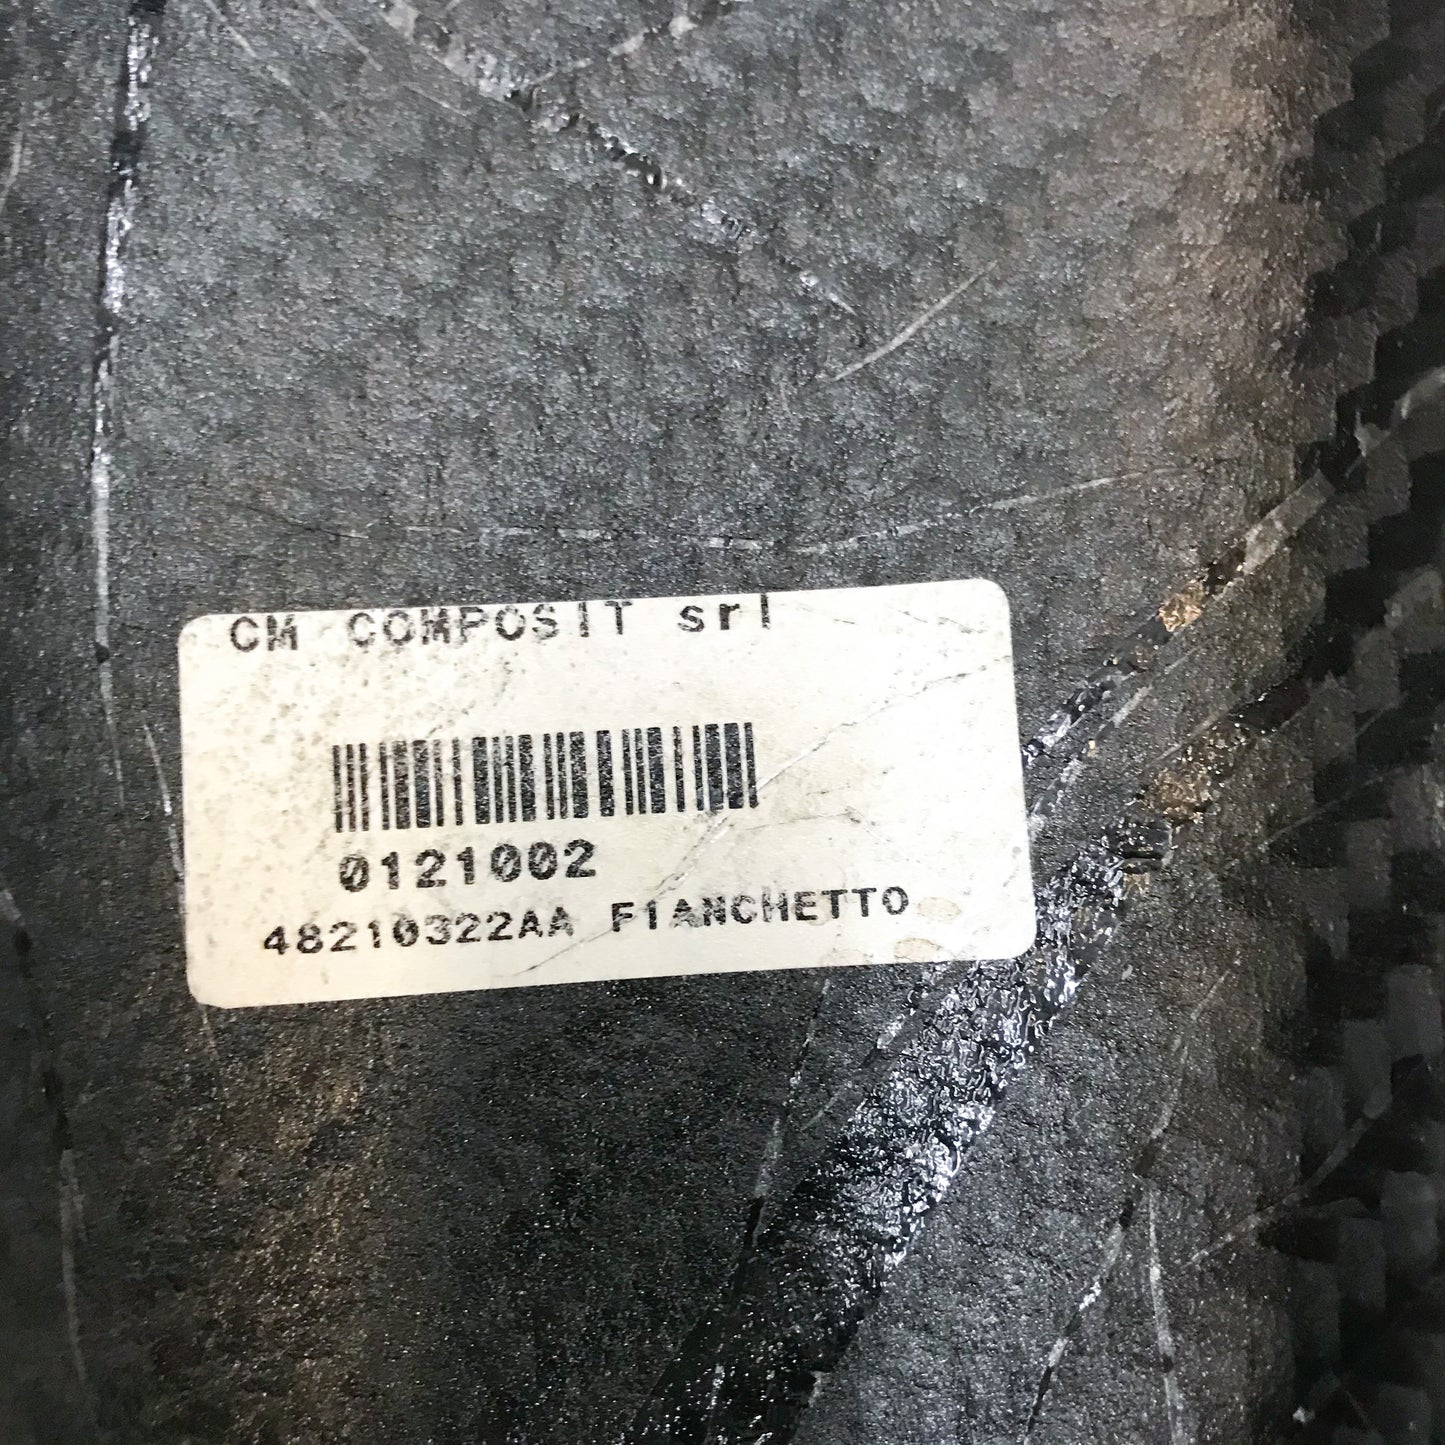 CM COMPOSIT srl
0121002
48210322AA FIANCHETTO